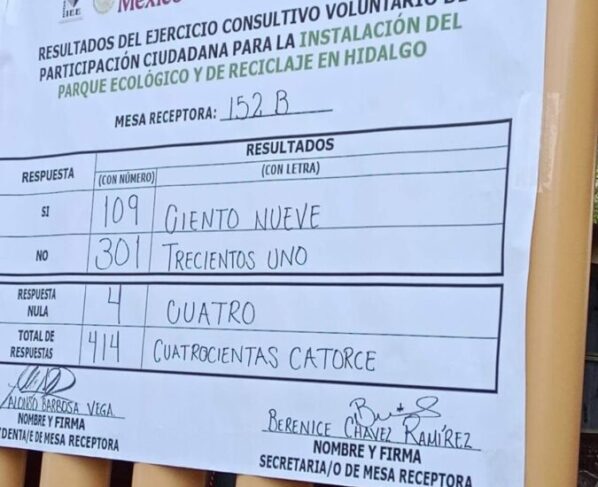 IEE México
RESULTADOS DEL EJERCICIO CONSULTIVO VOLUNTARIO DE
PARTICIPACIÓN CIUDADANA PARA LA INSTALACIÓN DEL
PARQUE ECOLÓGICO Y DE RECICLAJE EN HIDALGO
MESA RECEPTORA: 152 B
RESULTADOS
RESPUESTA (CON NÚMERO) (CON LETRA)
SI 109 CIENTO NUEVE
NO 301 TRECIENTOS UNO
RESPUESTA
NULA 4 CUATRO
TOTAL DE
RESPUESTAS 414 CUATROCIENTAS CATORCE
ALONSO BARBOSA VEGA
NOMBRE Y FIRMA
DENTA/E DE MESA RECEPTORA
BERENICE CHAVEZ RAMÍREZ
NOMBRE Y FIRMA
SECRETARIA/O DE MESA RECEPTORA